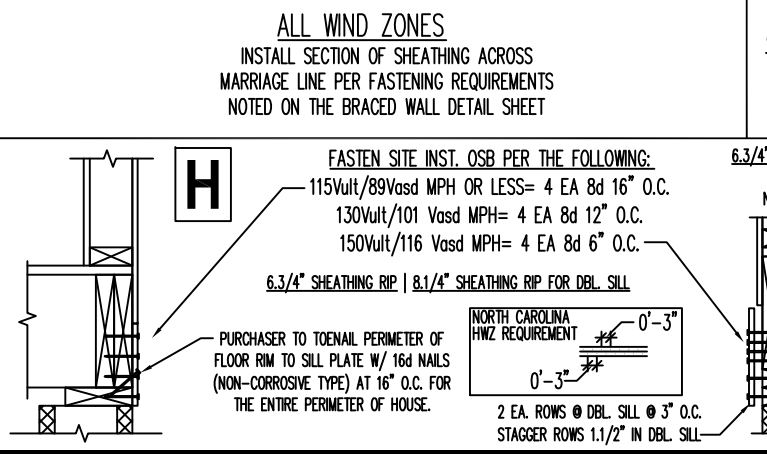 ALL WIND ZONES
INSTALL SECTION OF SHEATHING ACROSS
MARRIAGE LINE PER FASTENING REQUIREMENTS
NOTED ON THE BRACED WALL DETAIL SHEET
H
FASTEN SITE INST. OSB PER THE FOLLOWING:
115Vult/89Vasd MPH OR LESS= 4 EA 8d 16" O.C.
130Vult/101 Vasd MPH= 4 EA 8d 12" O.C.
150Vult/116 Vasd MPH= 4 EA 8d 6" O.C.
6.3/4" SHEATHING RIP | 8.1/4" SHEATHING RIP FOR DBL. SILL
PURCHASER TO TOENAIL PERIMETER OF
FLOOR RIM TO SILL PLATE W/ 16d NAILS
(NON-CORROSIVE TYPE) AT 16" O.C. FOR
THE ENTIRE PERIMETER OF HOUSE.
NORTH CAROLINA
HWZ REQUIREMENT
0'-3"
0'-3"
2 EA. ROWS @ DBL. SILL @ 3" O.C.
STAGGER ROWS 1.1/2" IN DBL. SILL
6.3/4"